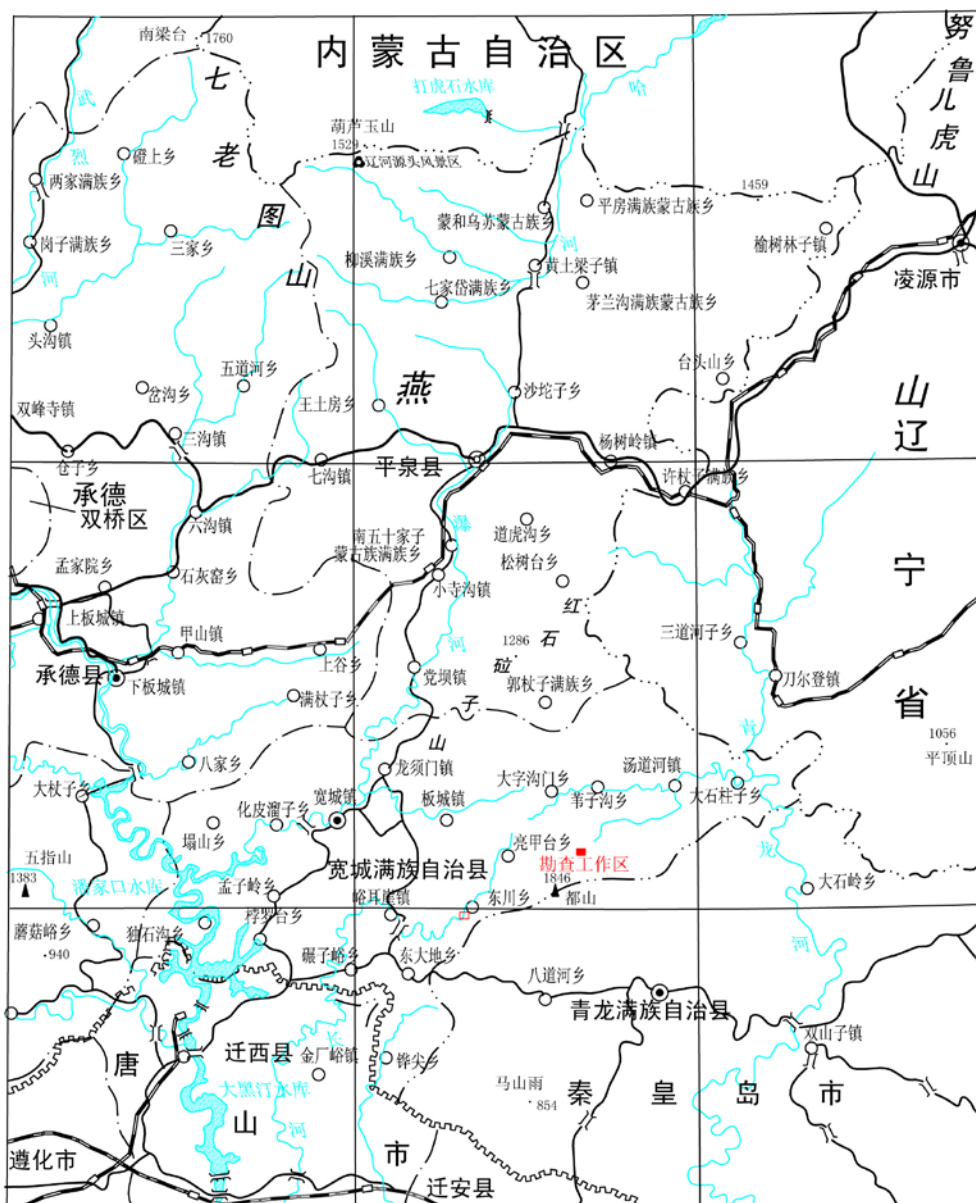 南梁台
1760
内蒙古自治区
努鲁儿虎山
七老图山
武烈河
打虎石水库
哈
葫芦玉山
1529
辽河源头风景区
磴上乡
两家满族乡
1459
平房满族蒙古族乡
蒙和乌苏蒙古族乡
岗子满族乡
三家乡
榆树林子镇
柳溪满族乡
河
黄土梁子镇
凌源市
七家岱满族乡
茅兰沟满族蒙古族乡
头沟镇
台头山乡
五道河乡
岔沟乡
燕
山
王土房乡
沙坨子乡
双峰寺镇
三沟镇
辽宁省
杨树岭镇
仓子乡
七沟镇
平泉县
许杖子满族乡
承德
双桥区
六沟镇
瀑河
道虎沟乡
南五十家子
蒙古族满族乡
松树台乡
孟家院乡
石灰窑乡
小寺沟镇
红石砬子山
上板城镇
甲山镇
1286
三道河子乡
上谷乡
党坝镇
承德县
下板城镇
刀尔登镇
满杖子乡
郭杖子满族乡
青龙河
1056
平顶山
八家乡
龙须门镇
汤道河镇
大字沟门乡
大杖子乡
苇子沟乡
大石柱子乡
化皮溜子乡
宽城镇
板城镇
塌山乡
亮甲台乡
五指山
勘查工作区
宽城满族自治县
1383
潘家口水库
孟子岭乡
1846
都山
大石岭乡
峪耳崖镇
东川乡
蘑菇峪乡
独石沟乡
桲罗台乡
940
碾子峪乡
东大地乡
八道河乡
青龙满族自治县
长河
双山子镇
唐山市
迁西县
金厂峪镇
铧尖乡
大黑汀水库
马山雨
854
秦皇岛市
遵化市
迁安县